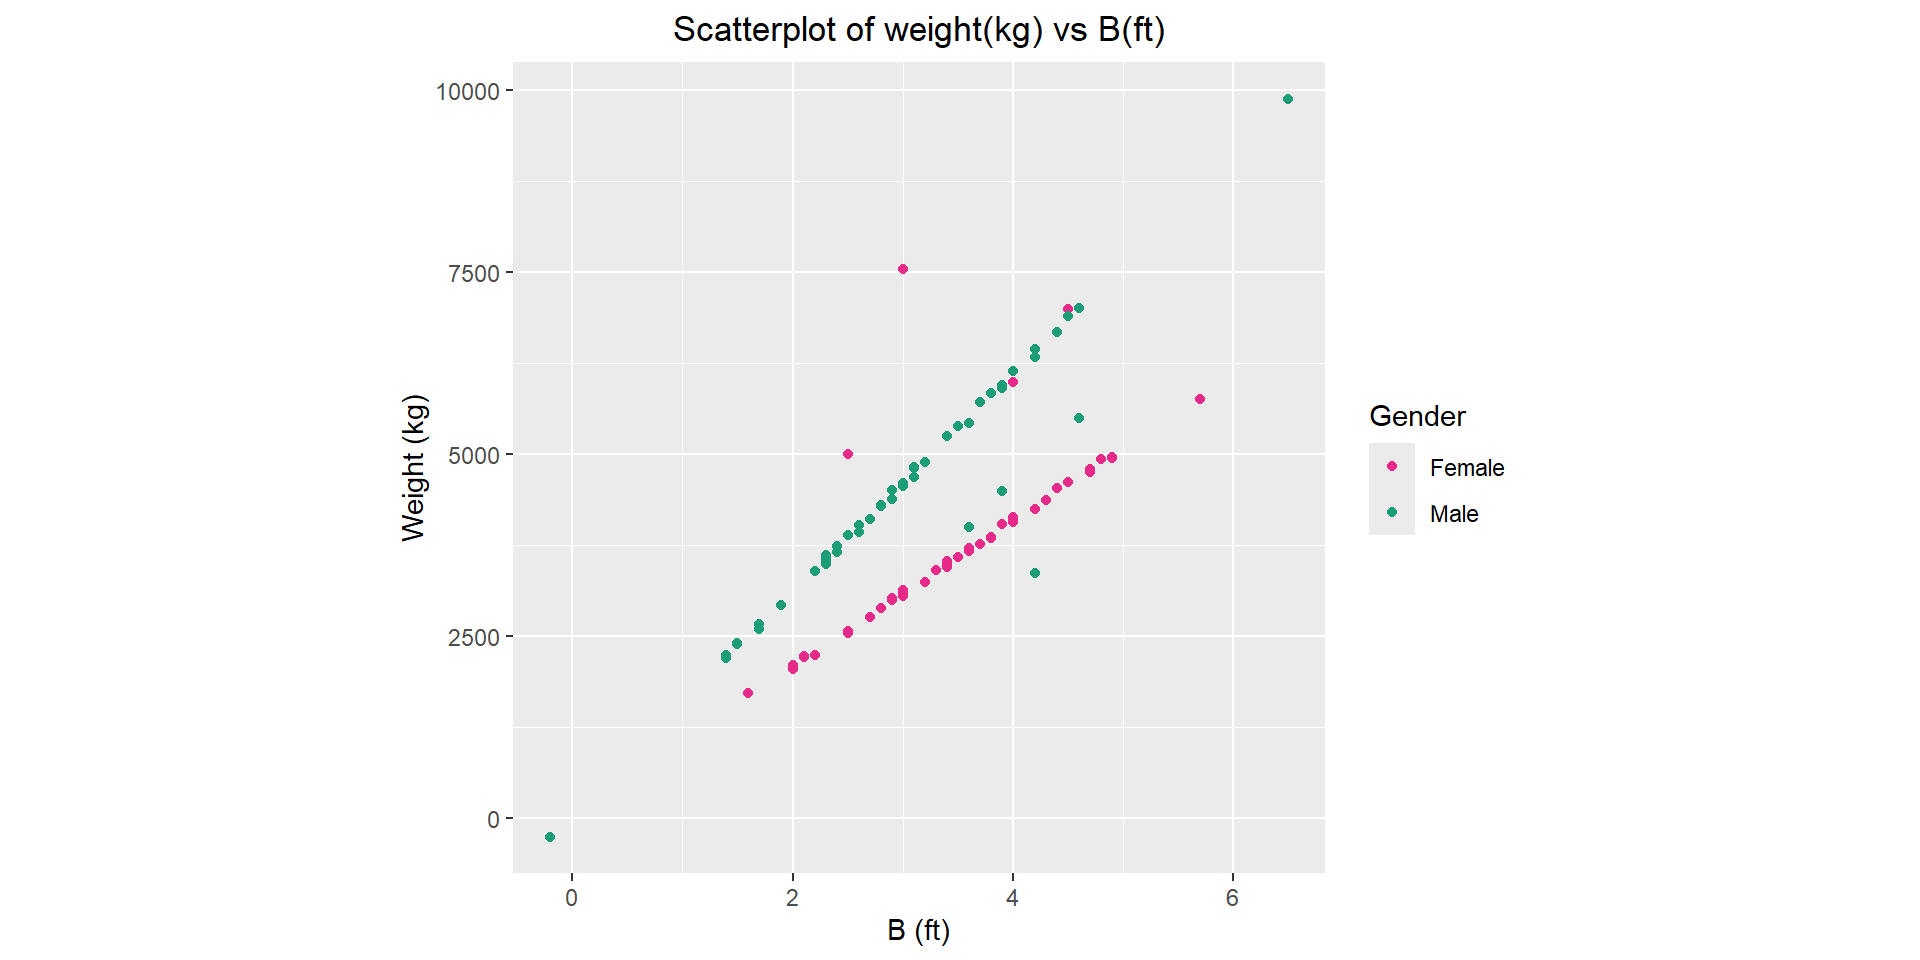 Scatterplot of weight(kg) vs B(ft)
10000
7500
5000
2500
0
Weight (kg)
0 2 4 6
B (ft)
Gender
Female
Male